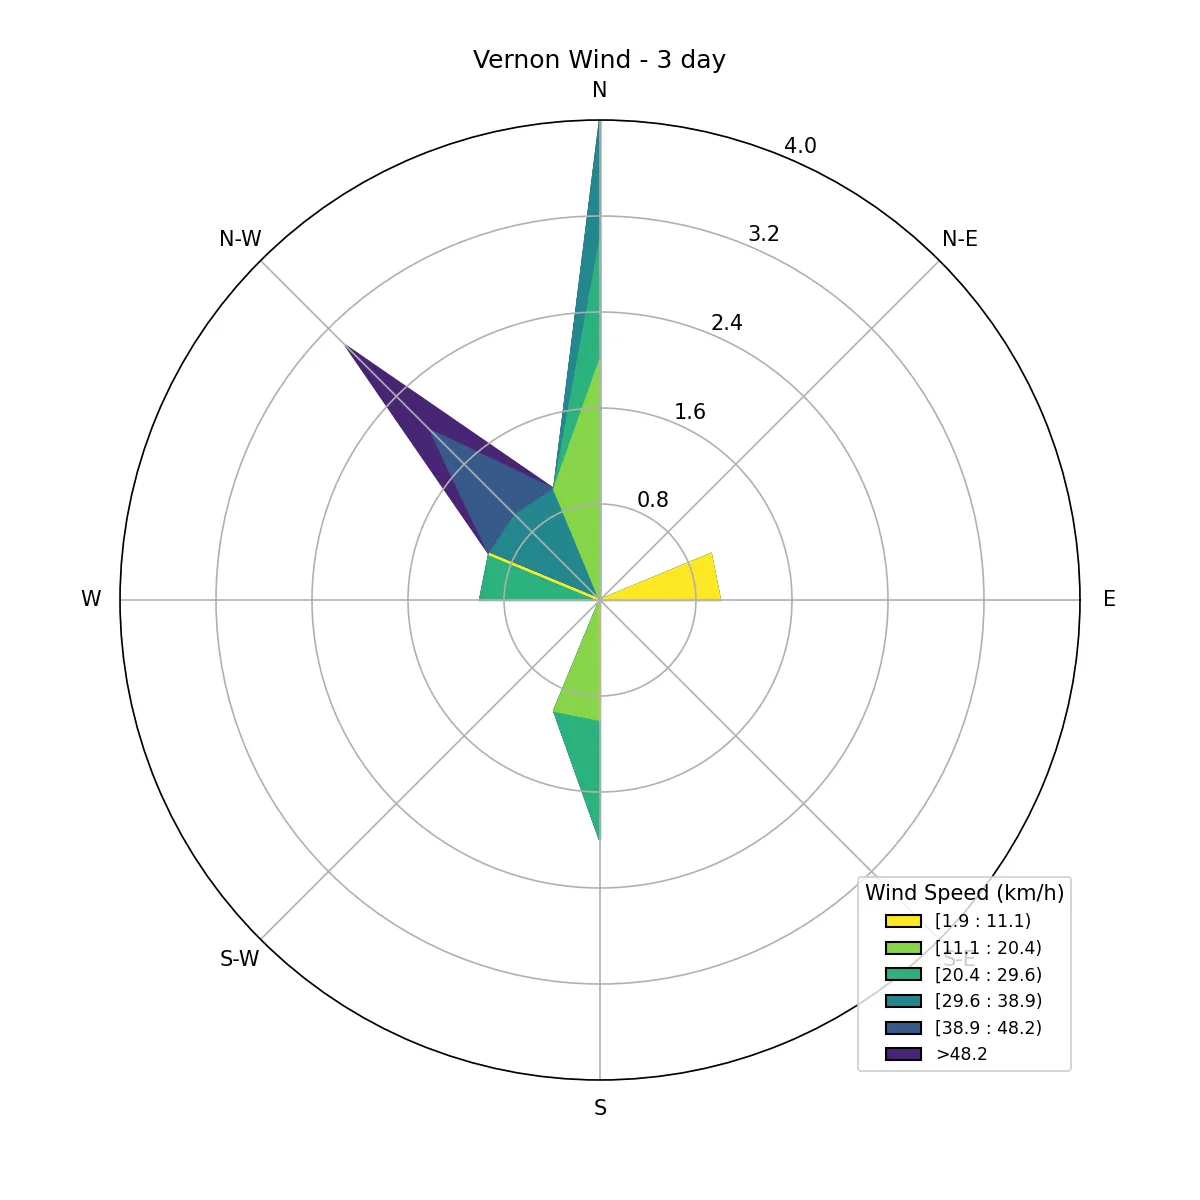 Vernon Wind - 3 day
N
4.0
N-W
N-E
3.2
2.4
1.6
0.8
W
E
S-W
S-E
S
Wind Speed (km/h)
[1.9 : 11.1)
[11.1 : 20.4)
[20.4 : 29.6)
[29.6 : 38.9)
[38.9 : 48.2)
>48.2